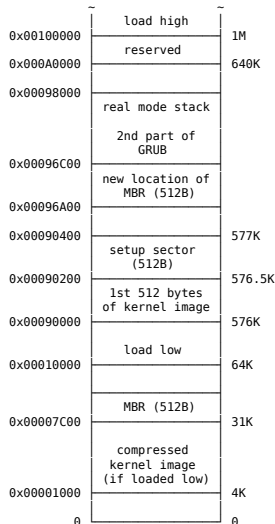 ~ ~
load high
0x00100000 1M
reserved
0x000A0000 640K
0x00098000
real mode stack
2nd part of
GRUB
0x00096C00
new location of
MBR (512B)
0x00096A00
0x00090400 577K
setup sector
(512B)
0x00090200 576.5K
1st 512 bytes
of kernel image
0x00090000 576K
load low
0x00010000 64K
MBR (512B)
0x00007C00 31K
compressed
kernel image
(if loaded low)
0x00001000 4K
0 0